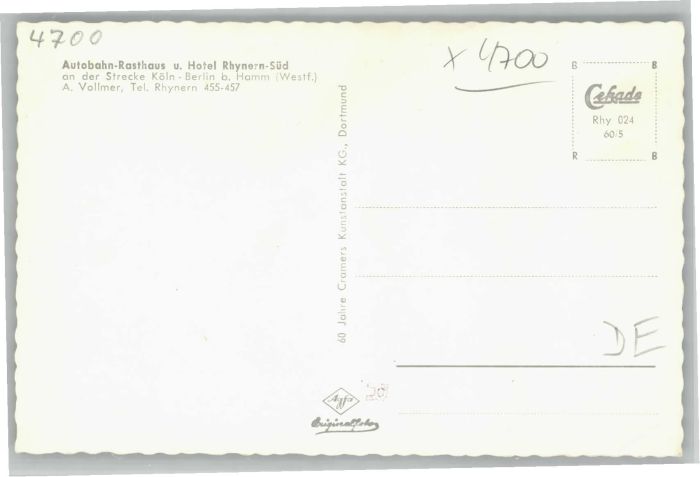 4700
Autobahn-Rasthaus u. Hotel Rhynern-Süd
an der Strecke Köln - Berlin b. Hamm (Westf.)
A. Vollmer, Tel. Rhynern 455-457
x 4700
B B
Cekade
Rhy 024
60/5
R B
60 Jahre Cramers Kunstanstalt KG., Dortmund
DE
Agfa
Originalfoto